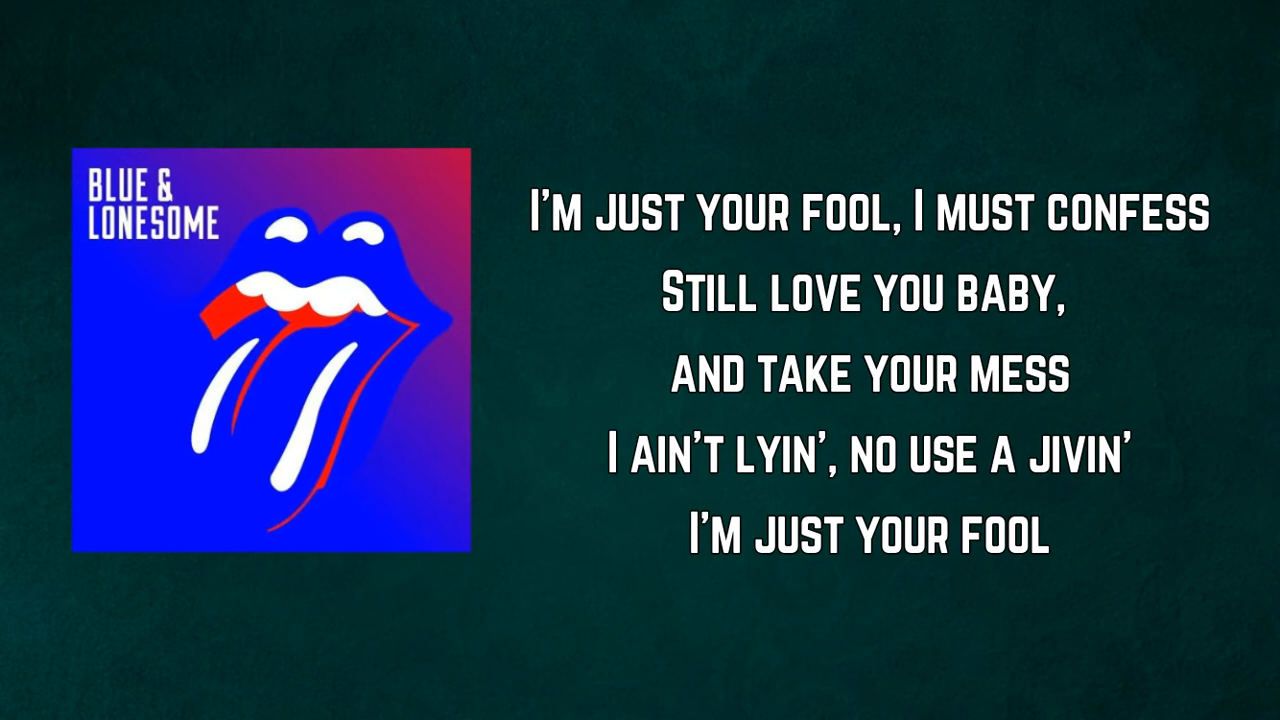 BLUE &
LONESOME
I'M JUST YOUR FOOL, I MUST CONFESS
STILL LOVE YOU BABY,
AND TAKE YOUR MESS
I AIN'T LYIN', NO USE A JIVIN'
I'M JUST YOUR FOOL